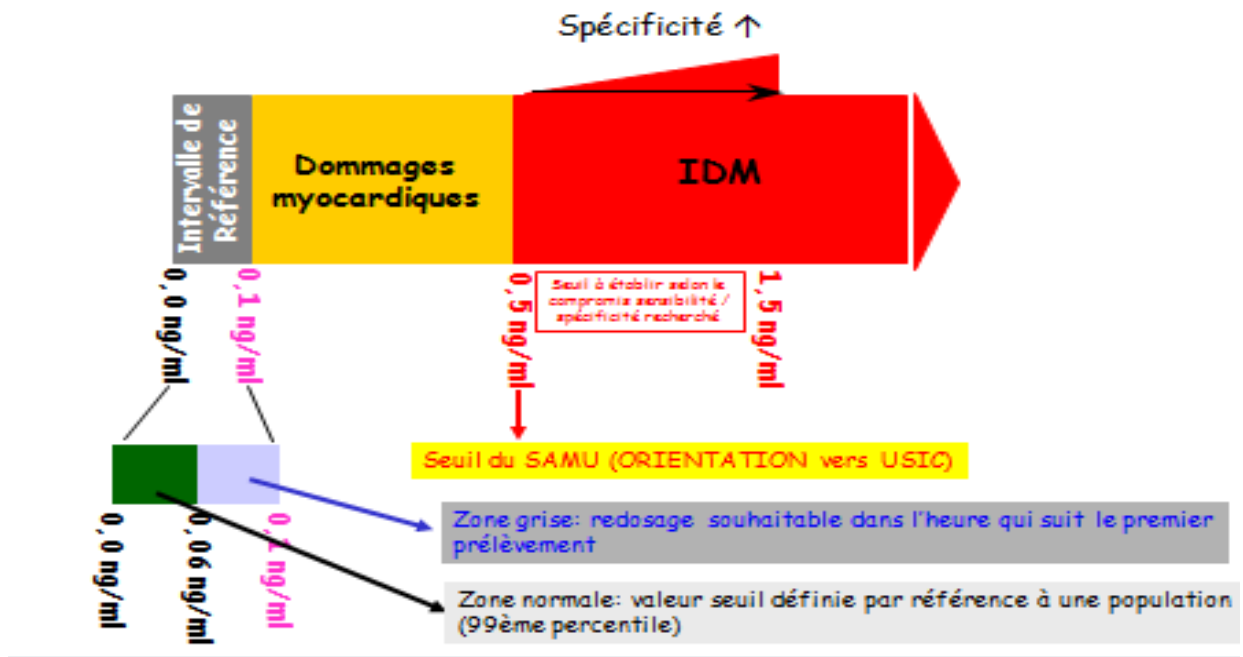 Spécificité ↑
Intervalle de
Référence
Dommages
myocardiques
IDM
0,0 ng/ml
0,1 ng/ml
0,5 ng/ml
Seuil à établir selon le
compromis sensibilité /
spécificité recherché
1,5 ng/ml
Seuil du SAMU (ORIENTATION vers USIC)
0,0 ng/ml
0,06 ng/ml
0,1 ng/ml
Zone grise: redosage souhaitable dans l'heure qui suit le premier
prélèvement
Zone normale: valeur seuil définie par référence à une population
(99ème percentile)